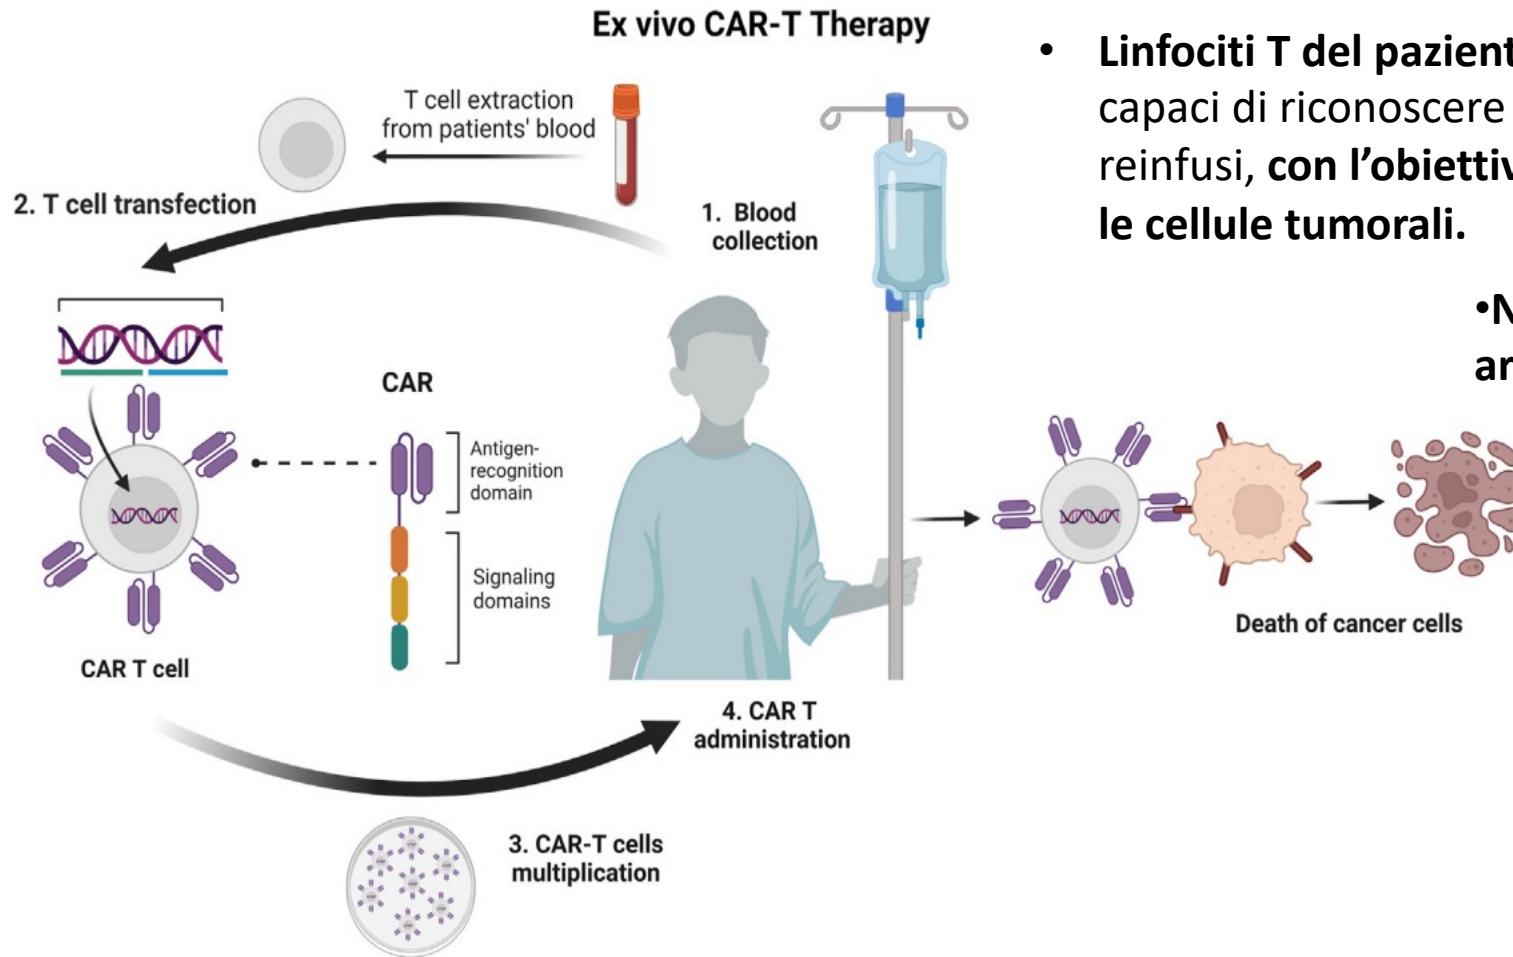 Ex vivo CAR-T Therapy
• Linfociti T del pazient
capaci di riconoscere
reinfusi, con l’obiettiv
le cellule tumorali.
•N
ar
T cell extraction
from patients' blood
1. Blood
collection
2. T cell transfection
CAR
Antigen-
recognition
domain
Signaling
domains
CAR T cell
Death of cancer cells
4. CAR T
administration
3. CAR-T cells
multiplication